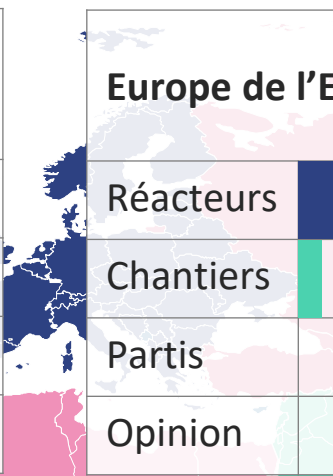 Europe de l’E
Réacteurs
Chantiers
Partis
Opinion